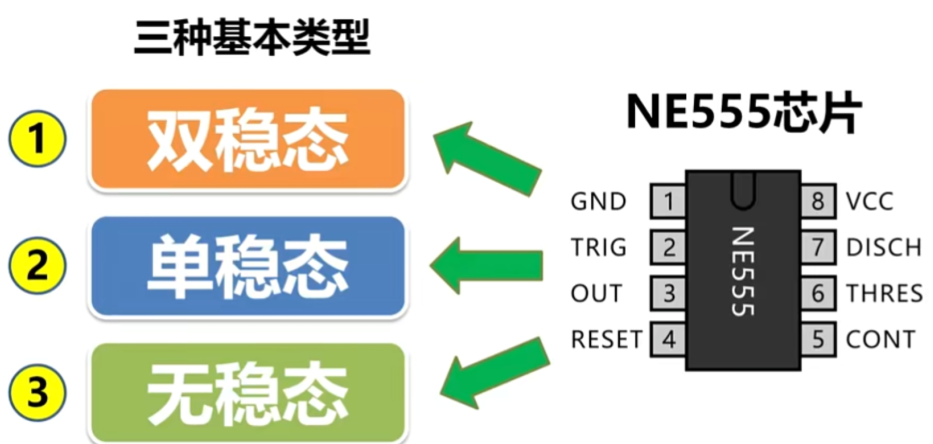 三种基本类型
1 双稳态
2 单稳态
3 无稳态
NE555芯片
GND 1 8 VCC
TRIG 2 7 DISCH
OUT 3 6 THRES
RESET 4 5 CONT
NE555